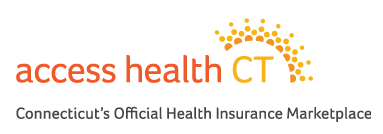 access health CT
Connecticut's Official Health Insurance Marketplace